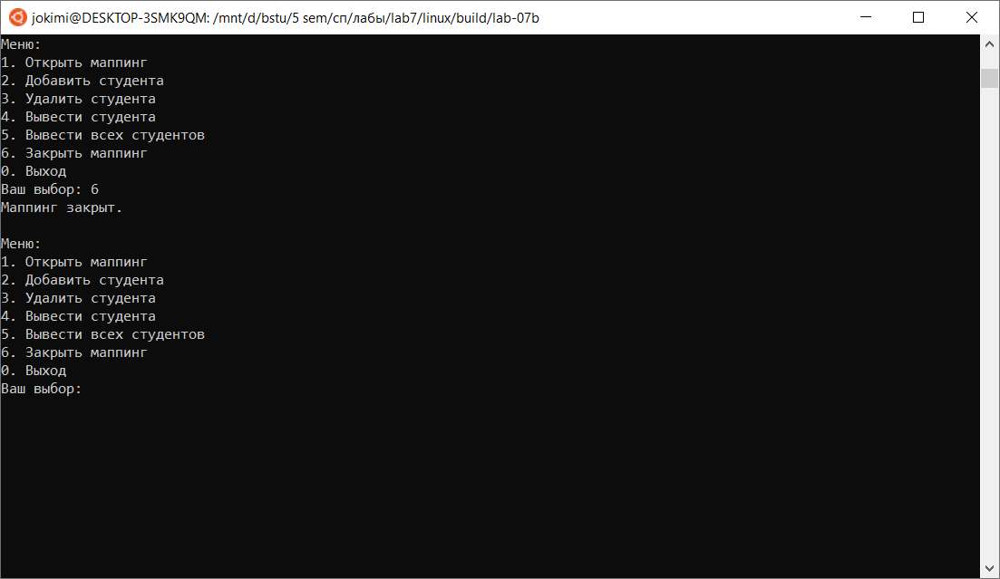 jokimi@DESKTOP-3SMK9QM: /mnt/d/bstu/5 sem/сп/лабы/lab7/linux/build/lab-07b
Меню:
1. Открыть маппинг
2. Добавить студента
3. Удалить студента
4. Вывести студента
5. Вывести всех студентов
6. Закрыть маппинг
0. Выход
Ваш выбор: 6
Маппинг закрыт.
Меню:
1. Открыть маппинг
2. Добавить студента
3. Удалить студента
4. Вывести студента
5. Вывести всех студентов
6. Закрыть маппинг
0. Выход
Ваш выбор: